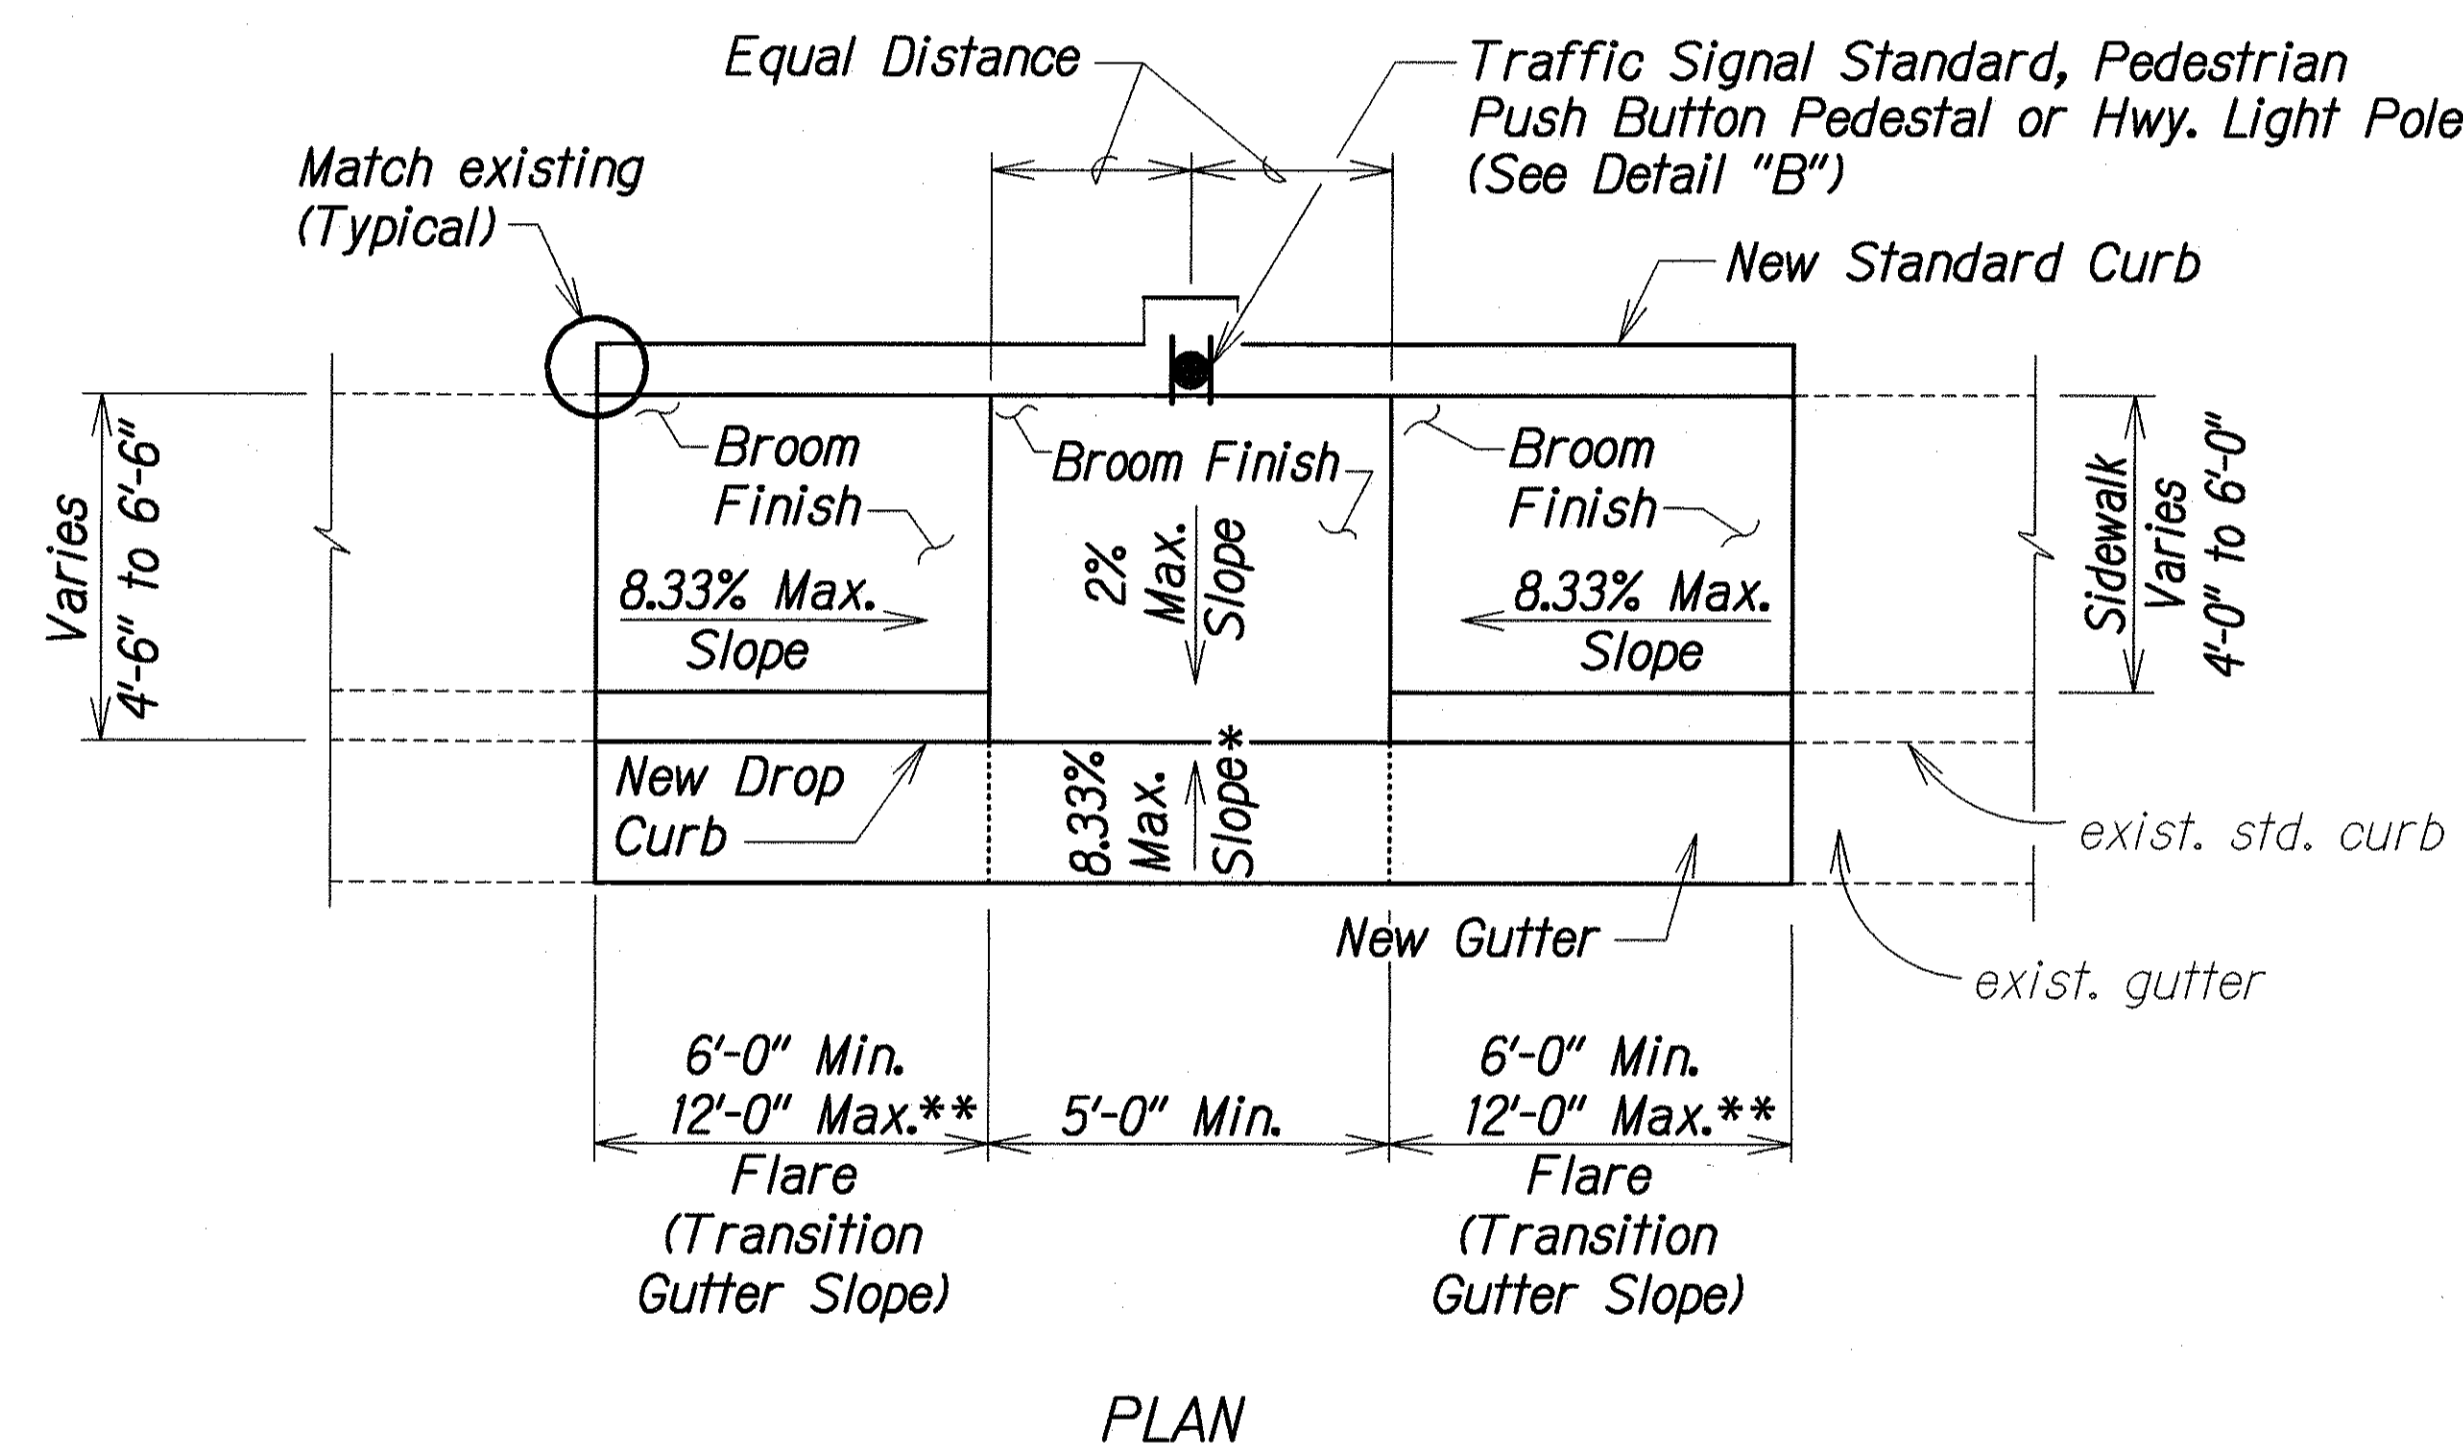 Equal Distance
Traffic Signal Standard, Pedestrian
Push Button Pedestal or Hwy. Light Pole
(See Detail "B")
Match existing
(Typical)
New Standard Curb
Varies
4'-6" to 6'-6"
Broom
Finish
8.33% Max.
Slope
Broom Finish
2%
Max.
Slope
Broom
Finish
8.33% Max.
Slope
Sidewalk
Varies
4'-0" to 6'-0"
New Drop
Curb
8.33%
Max.
Slope*
exist. std. curb
New Gutter
exist. gutter
6'-0" Min.
12'-0" Max.**
Flare
(Transition
Gutter Slope)
5'-0" Min.
6'-0" Min.
12'-0" Max.**
Flare
(Transition
Gutter Slope)
PLAN